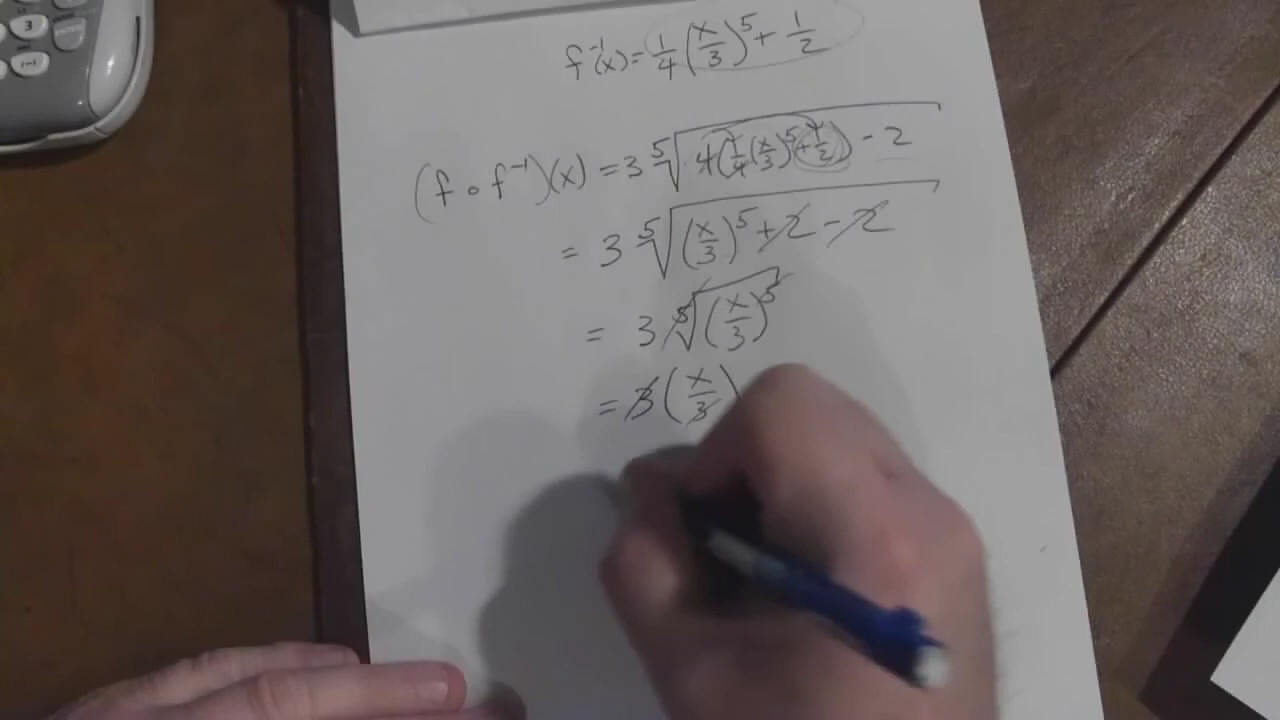 f⁻¹(x) = 1/4 (x/3)⁵ + 1/2
(f ∘ f⁻¹)(x) = 3 ⁵√(4(1/4 (x/3)⁵ + 1/2) - 2)
= 3 ⁵√((x/3)⁵ + 2 - 2)
= 3 ⁵√((x/3)⁵)
= 3 (x/3)
3
(-)